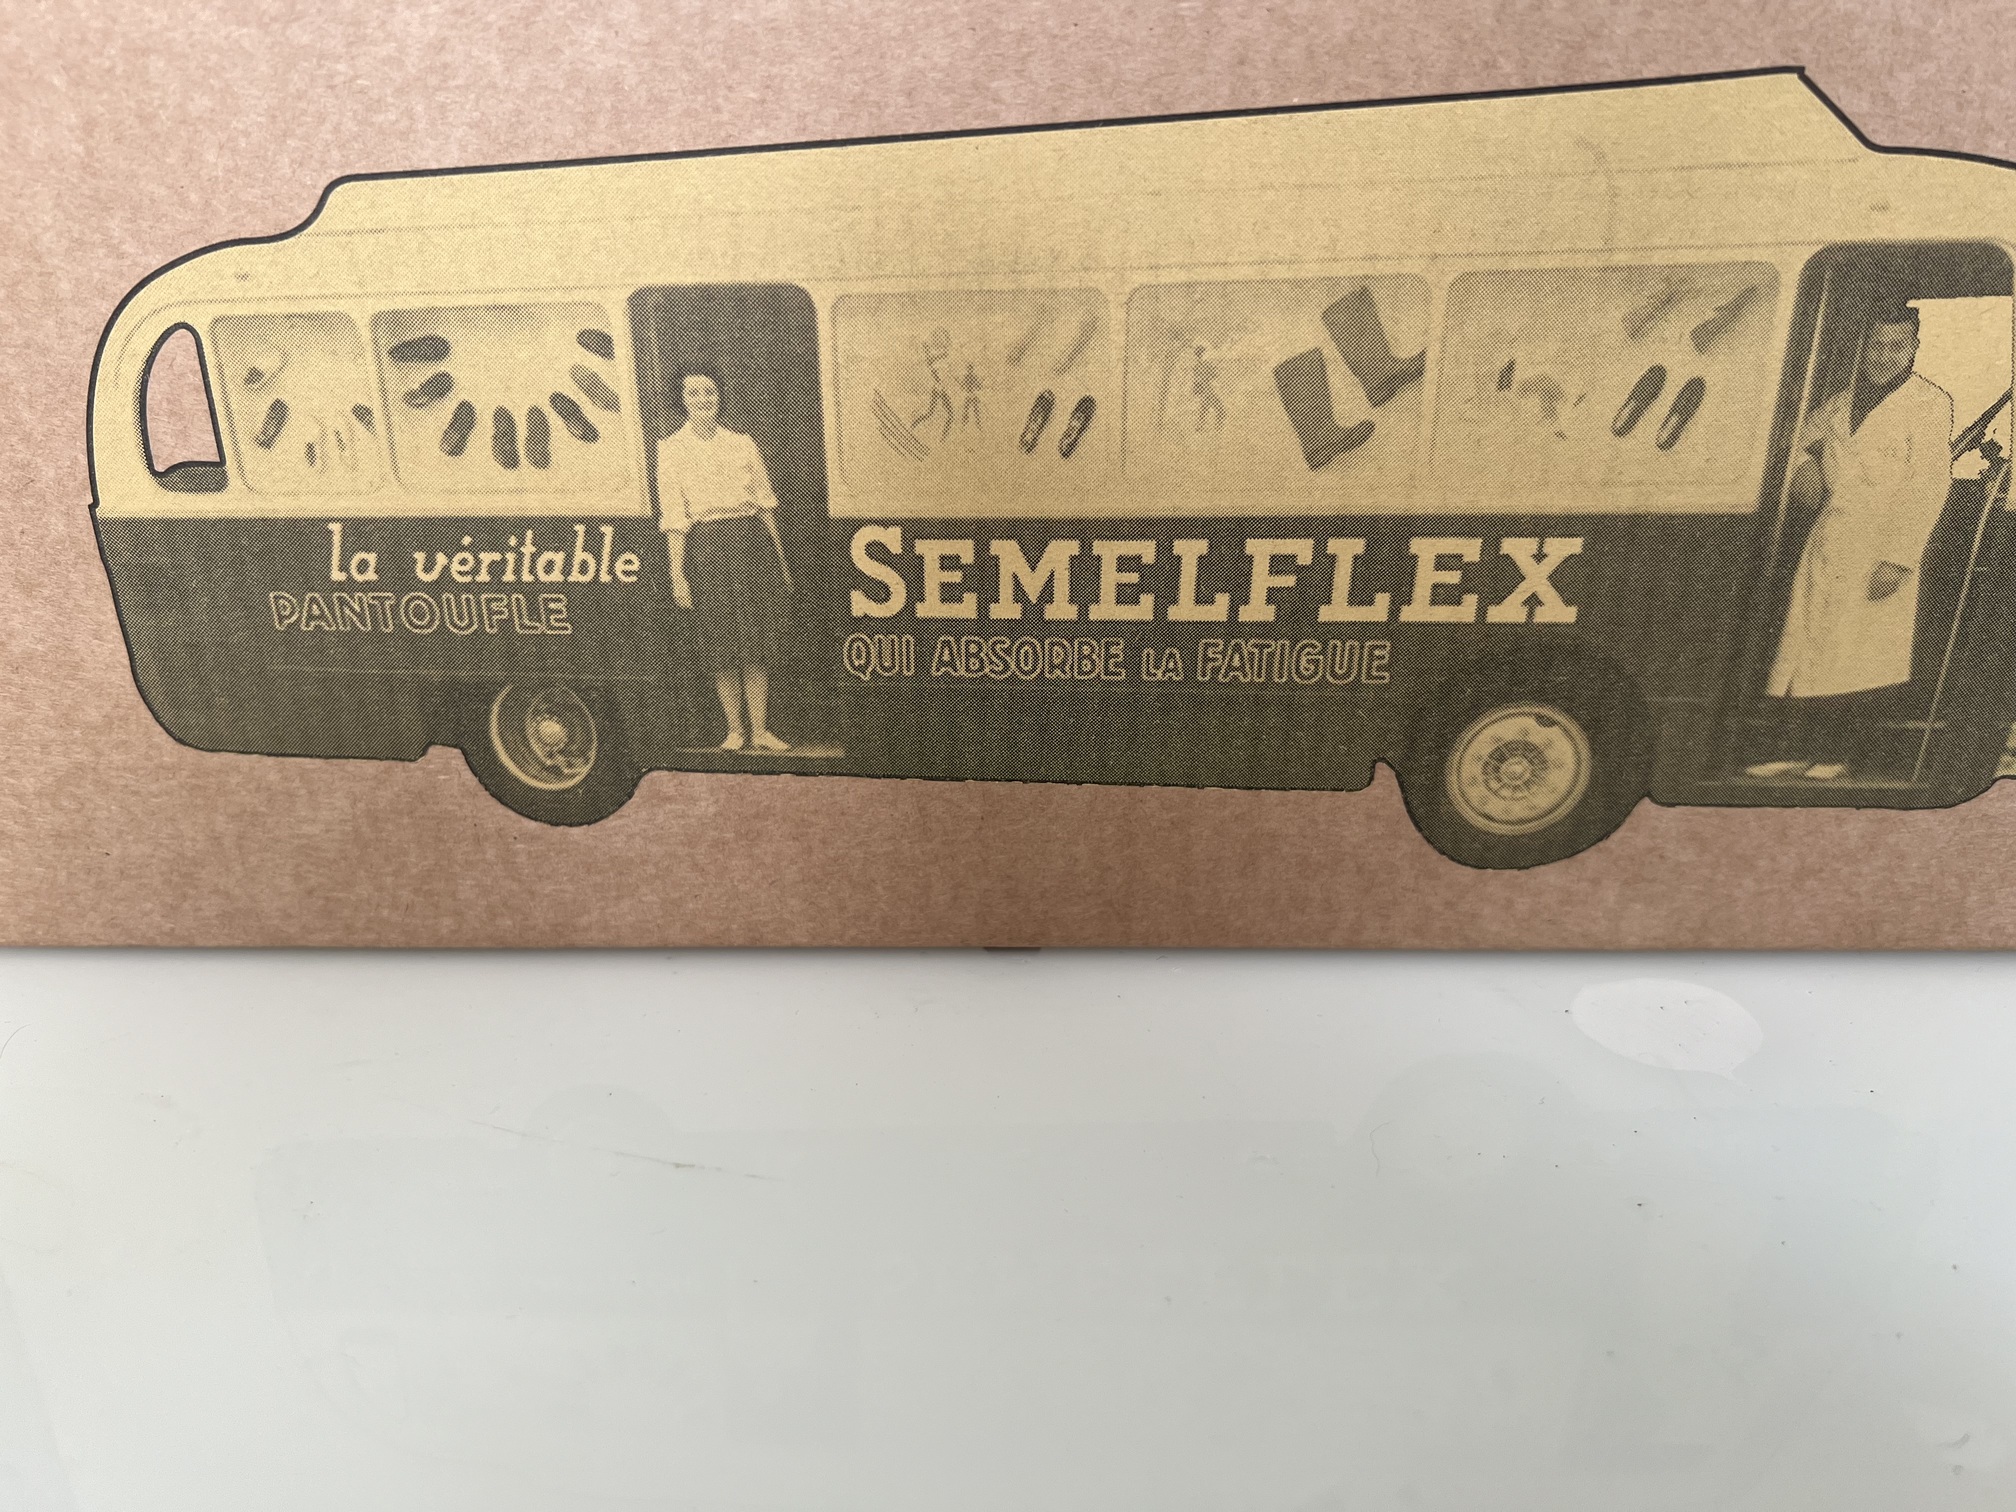 la véritable
PANTOUFLE
SEMELFLEX
QUI ABSORBE LA FATIGUE